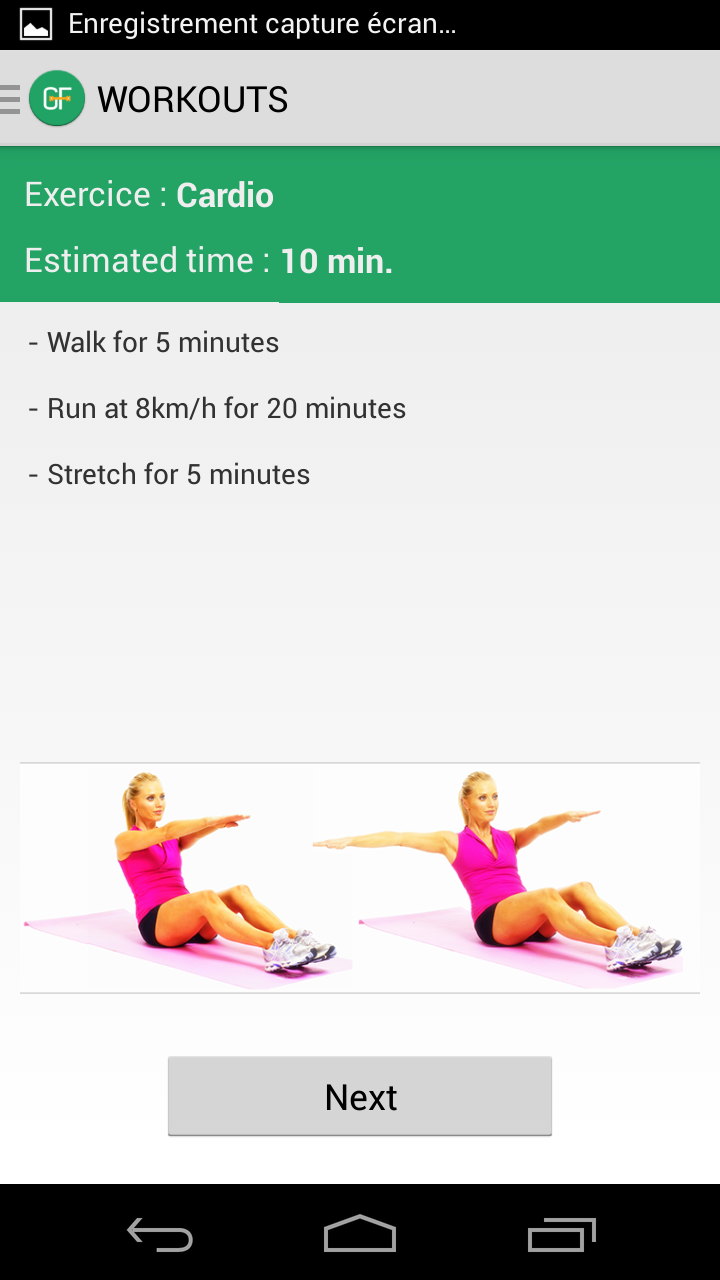 Enregistrement capture écran...
GF WORKOUTS
Exercice : Cardio
Estimated time : 10 min.
- Walk for 5 minutes
- Run at 8km/h for 20 minutes
- Stretch for 5 minutes
Next